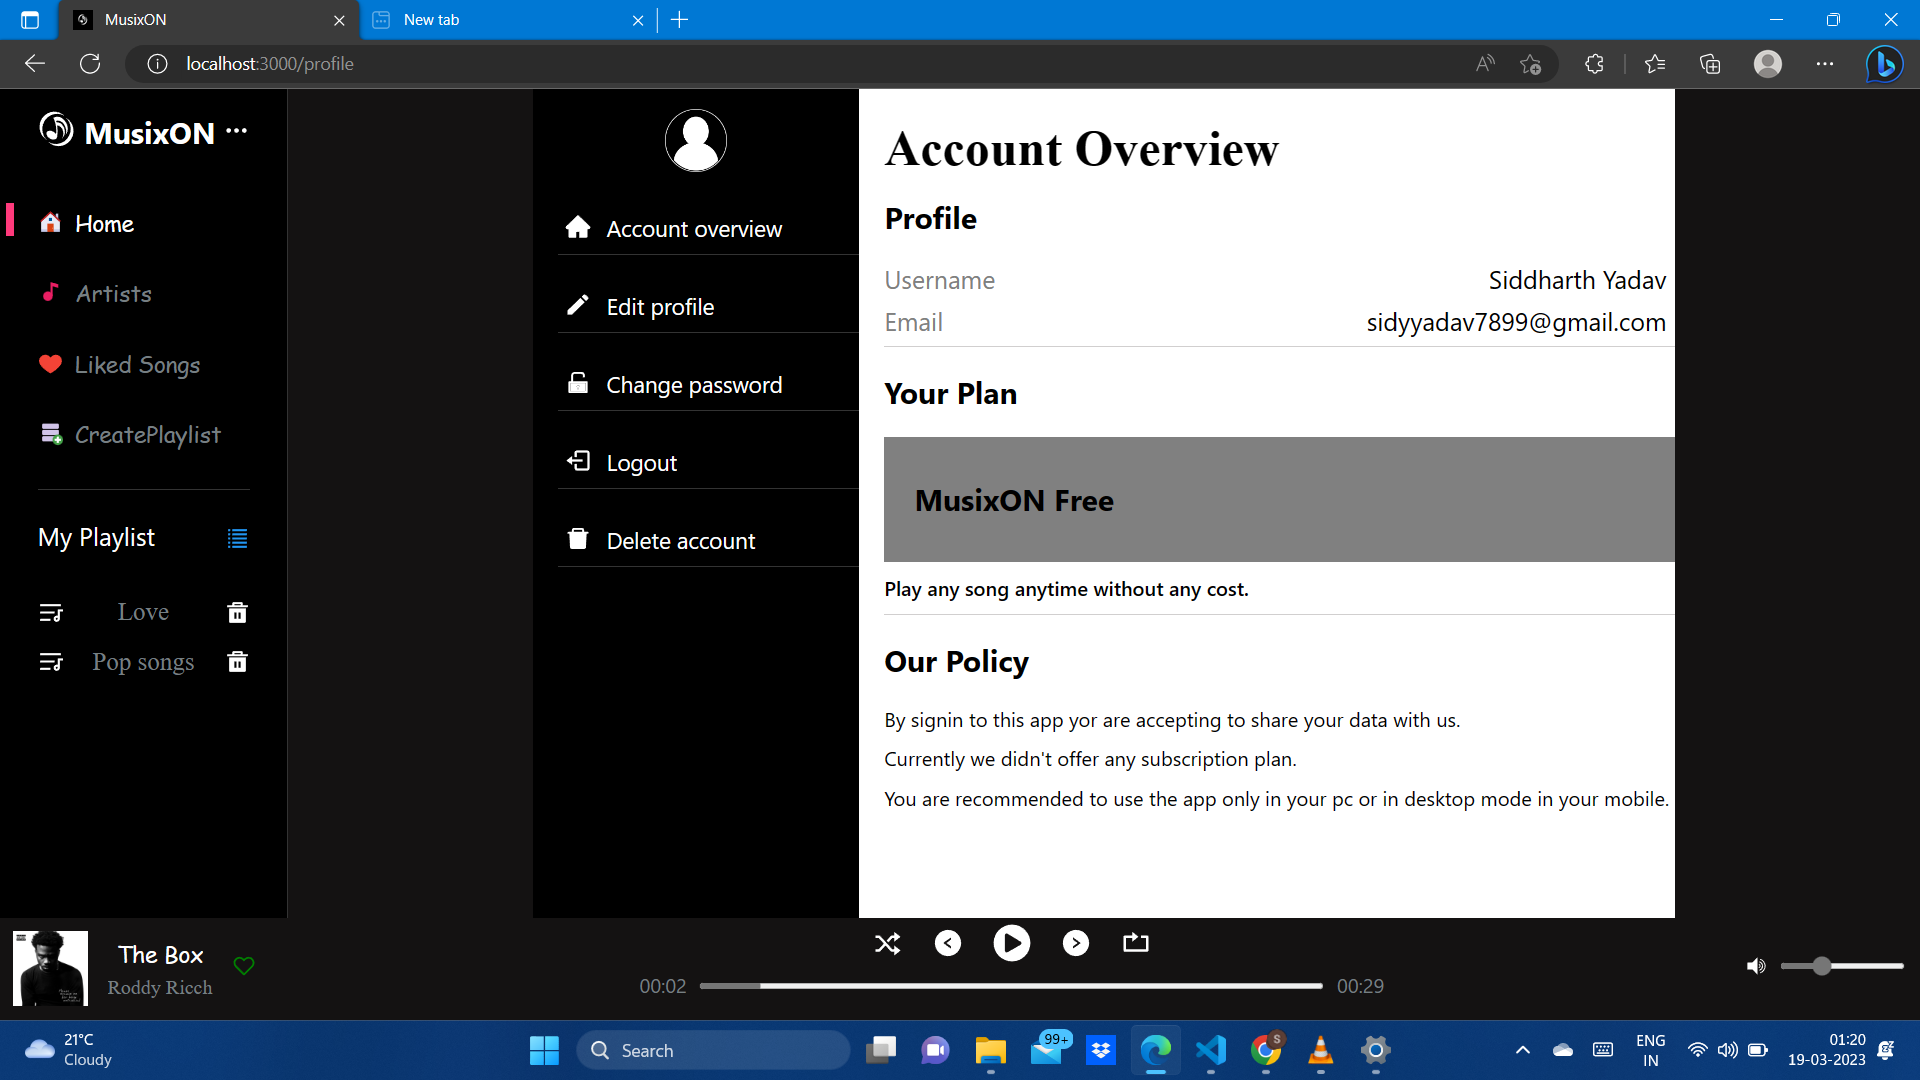 MusixON
New tab
localhost:3000/profile
MusixON
Home
Artists
Liked Songs
CreatePlaylist
My Playlist
Love
Pop songs
Account overview
Edit profile
Change password
Logout
Delete account
Account Overview
Profile
Username Siddharth Yadav
Email sidyyadav7899@gmail.com
Your Plan
MusixON Free
Play any song anytime without any cost.
Our Policy
By signin to this app yor are accepting to share your data with us.
Currently we didn't offer any subscription plan.
You are recommended to use the app only in your pc or in desktop mode in your mobile.
The Box
Roddy Ricch
00:02
00:29
21°C
Cloudy
Search
99+
S
ENG
IN
01:20
19-03-2023